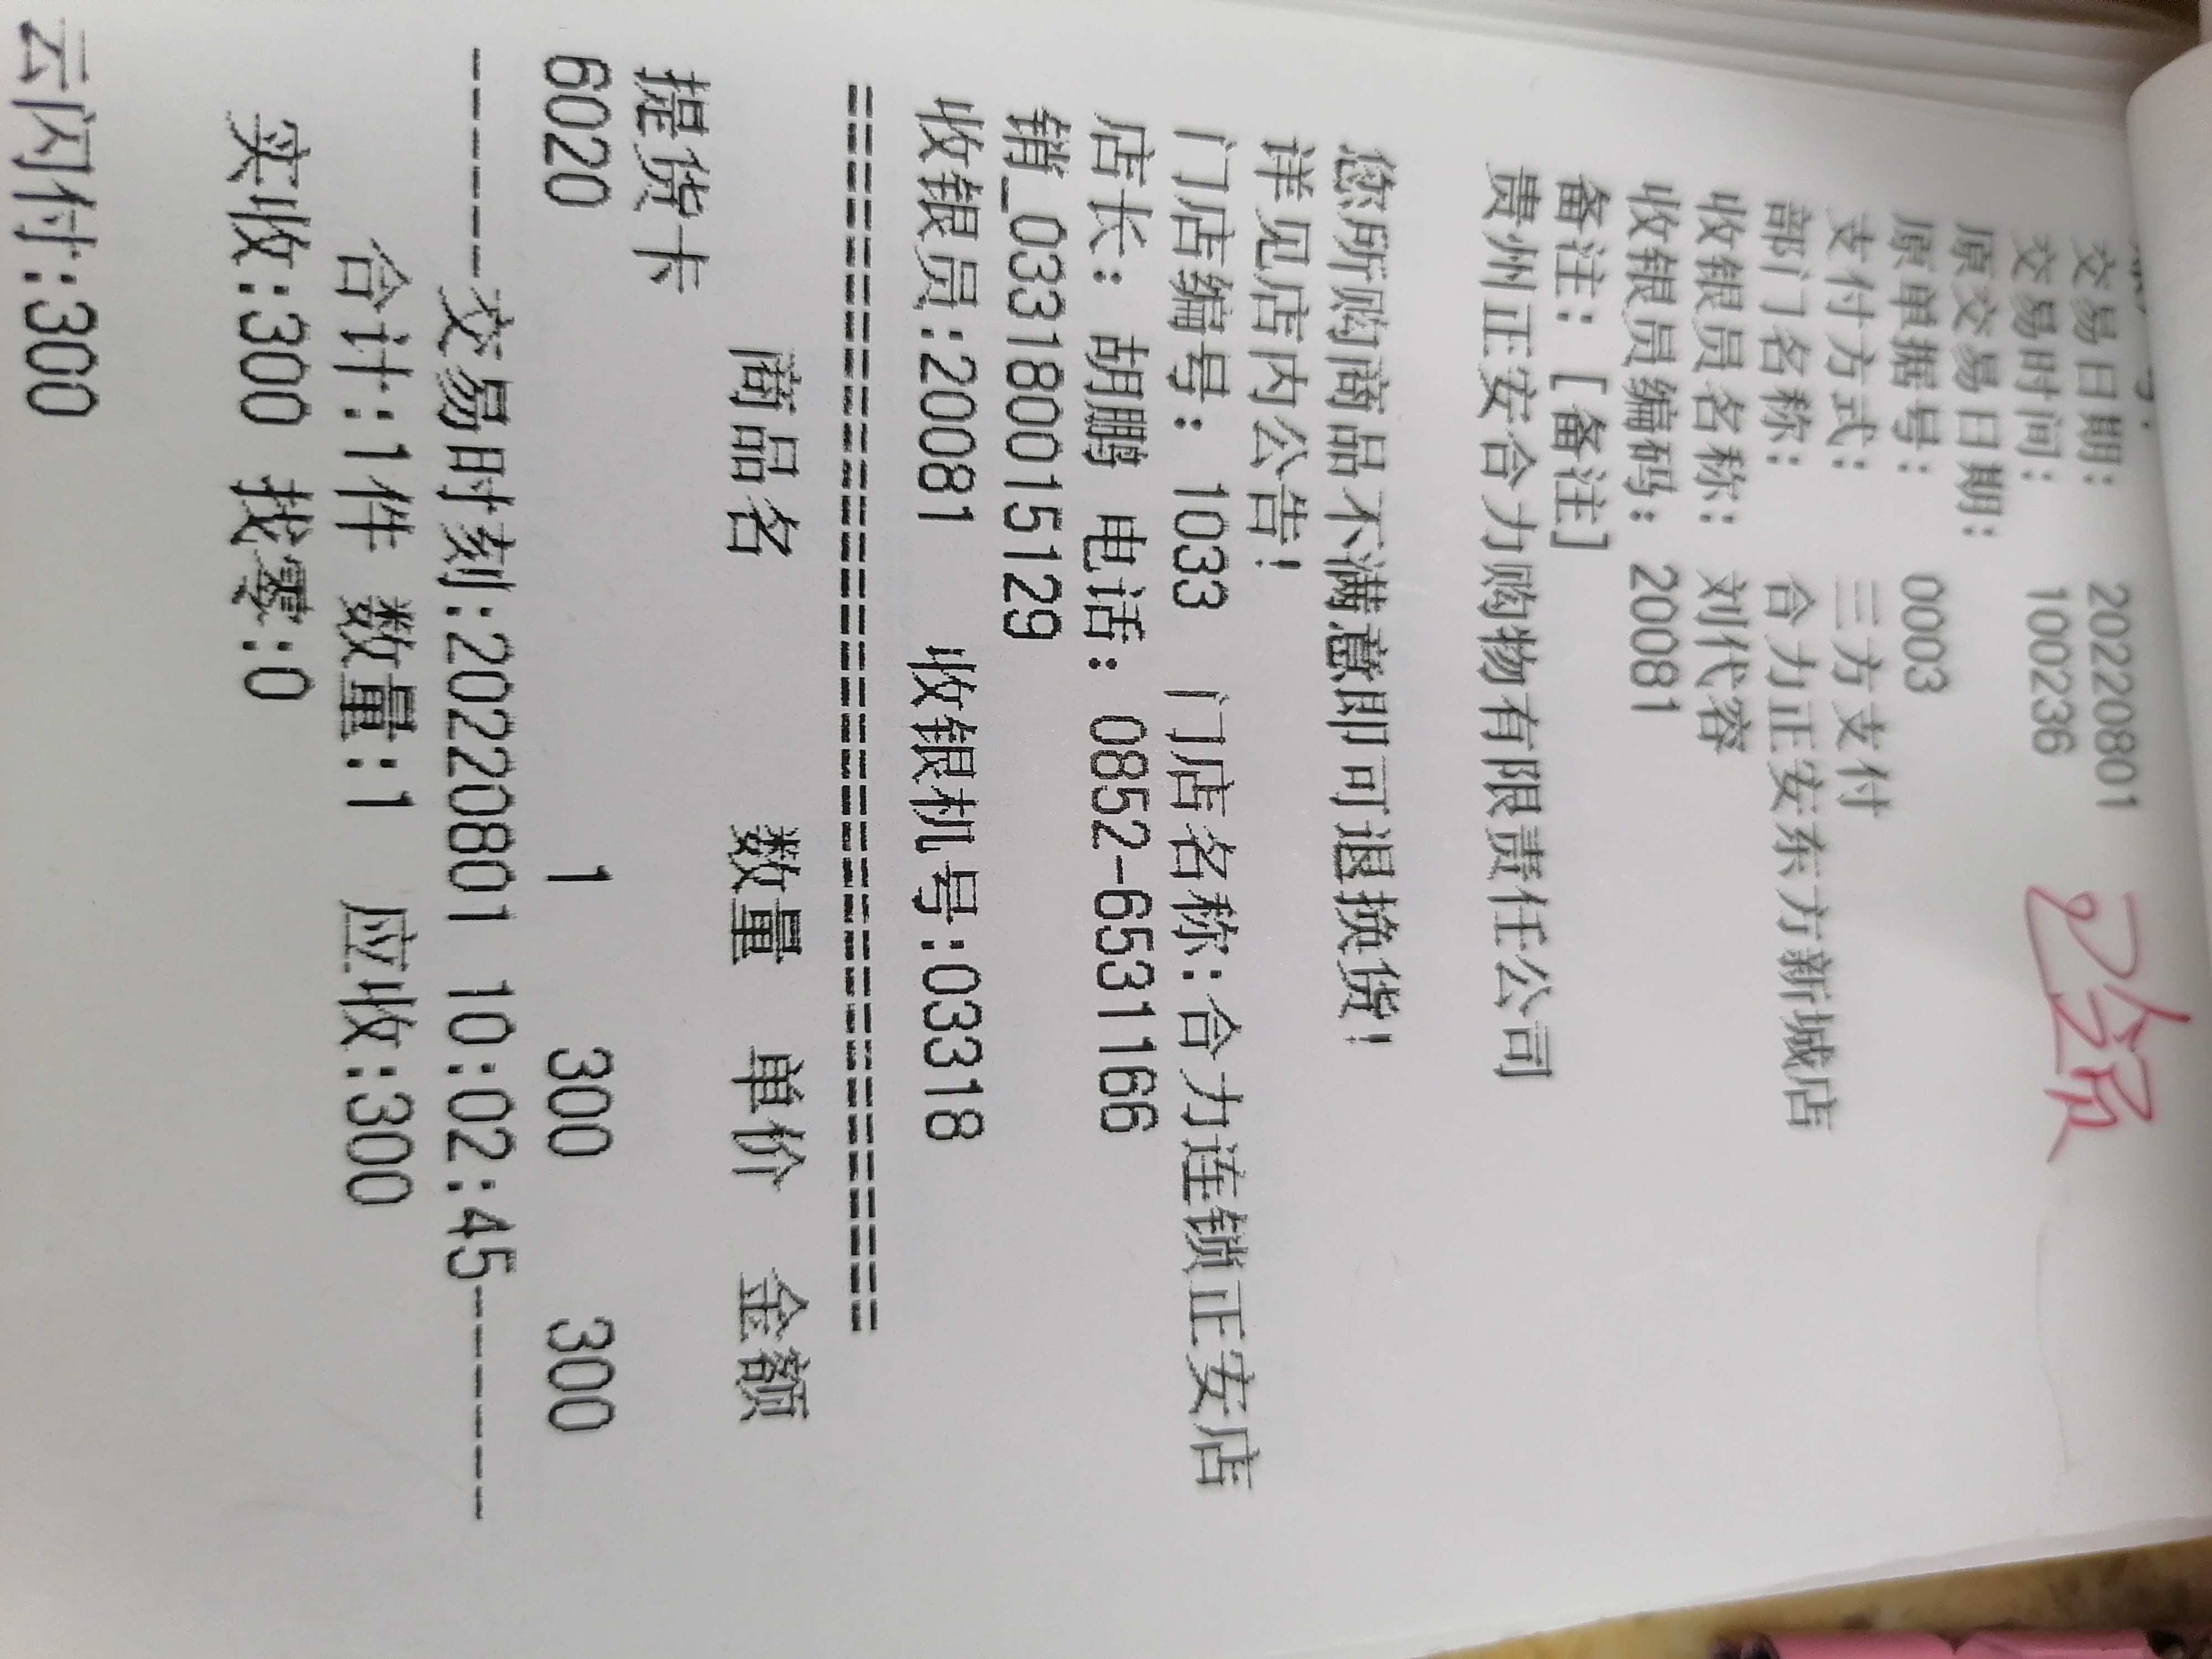 交易日期： 20220801
交易时间： 100236
原交易日期：
原单据号： 0003
支付方式： 三方支付
部门名称： 合力正安东方新城店
收银员名称： 刘代容
收银员编码： 20081
备注：[备注]
贵州正安合力购物有限责任公司
您所购商品不满意即可退换货!
详见店内公告!
门店编号： 1033 门店名称:合力连锁正安店
店长：胡鹏 电话： 0852-6531166
销_033180015129
收银员:20081 收银机号:03318
================================
商品名 数量 单价 金额
提货卡
6020 1 300 300
------交易时刻:20220801 10:02:45------
合计:1件 数量:1 应收:300
实收:300 找零:0
云闪付:300